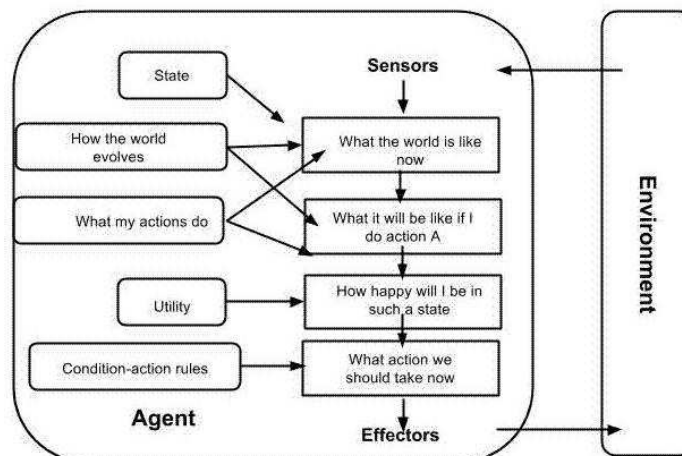 State
Sensors
How the world
evolves
What the world is like
now
What my actions do
What it will be like if I
do action A
Utility
How happy will I be in
such a state
Condition-action rules
What action we
should take now
Agent
Effectors
Environment